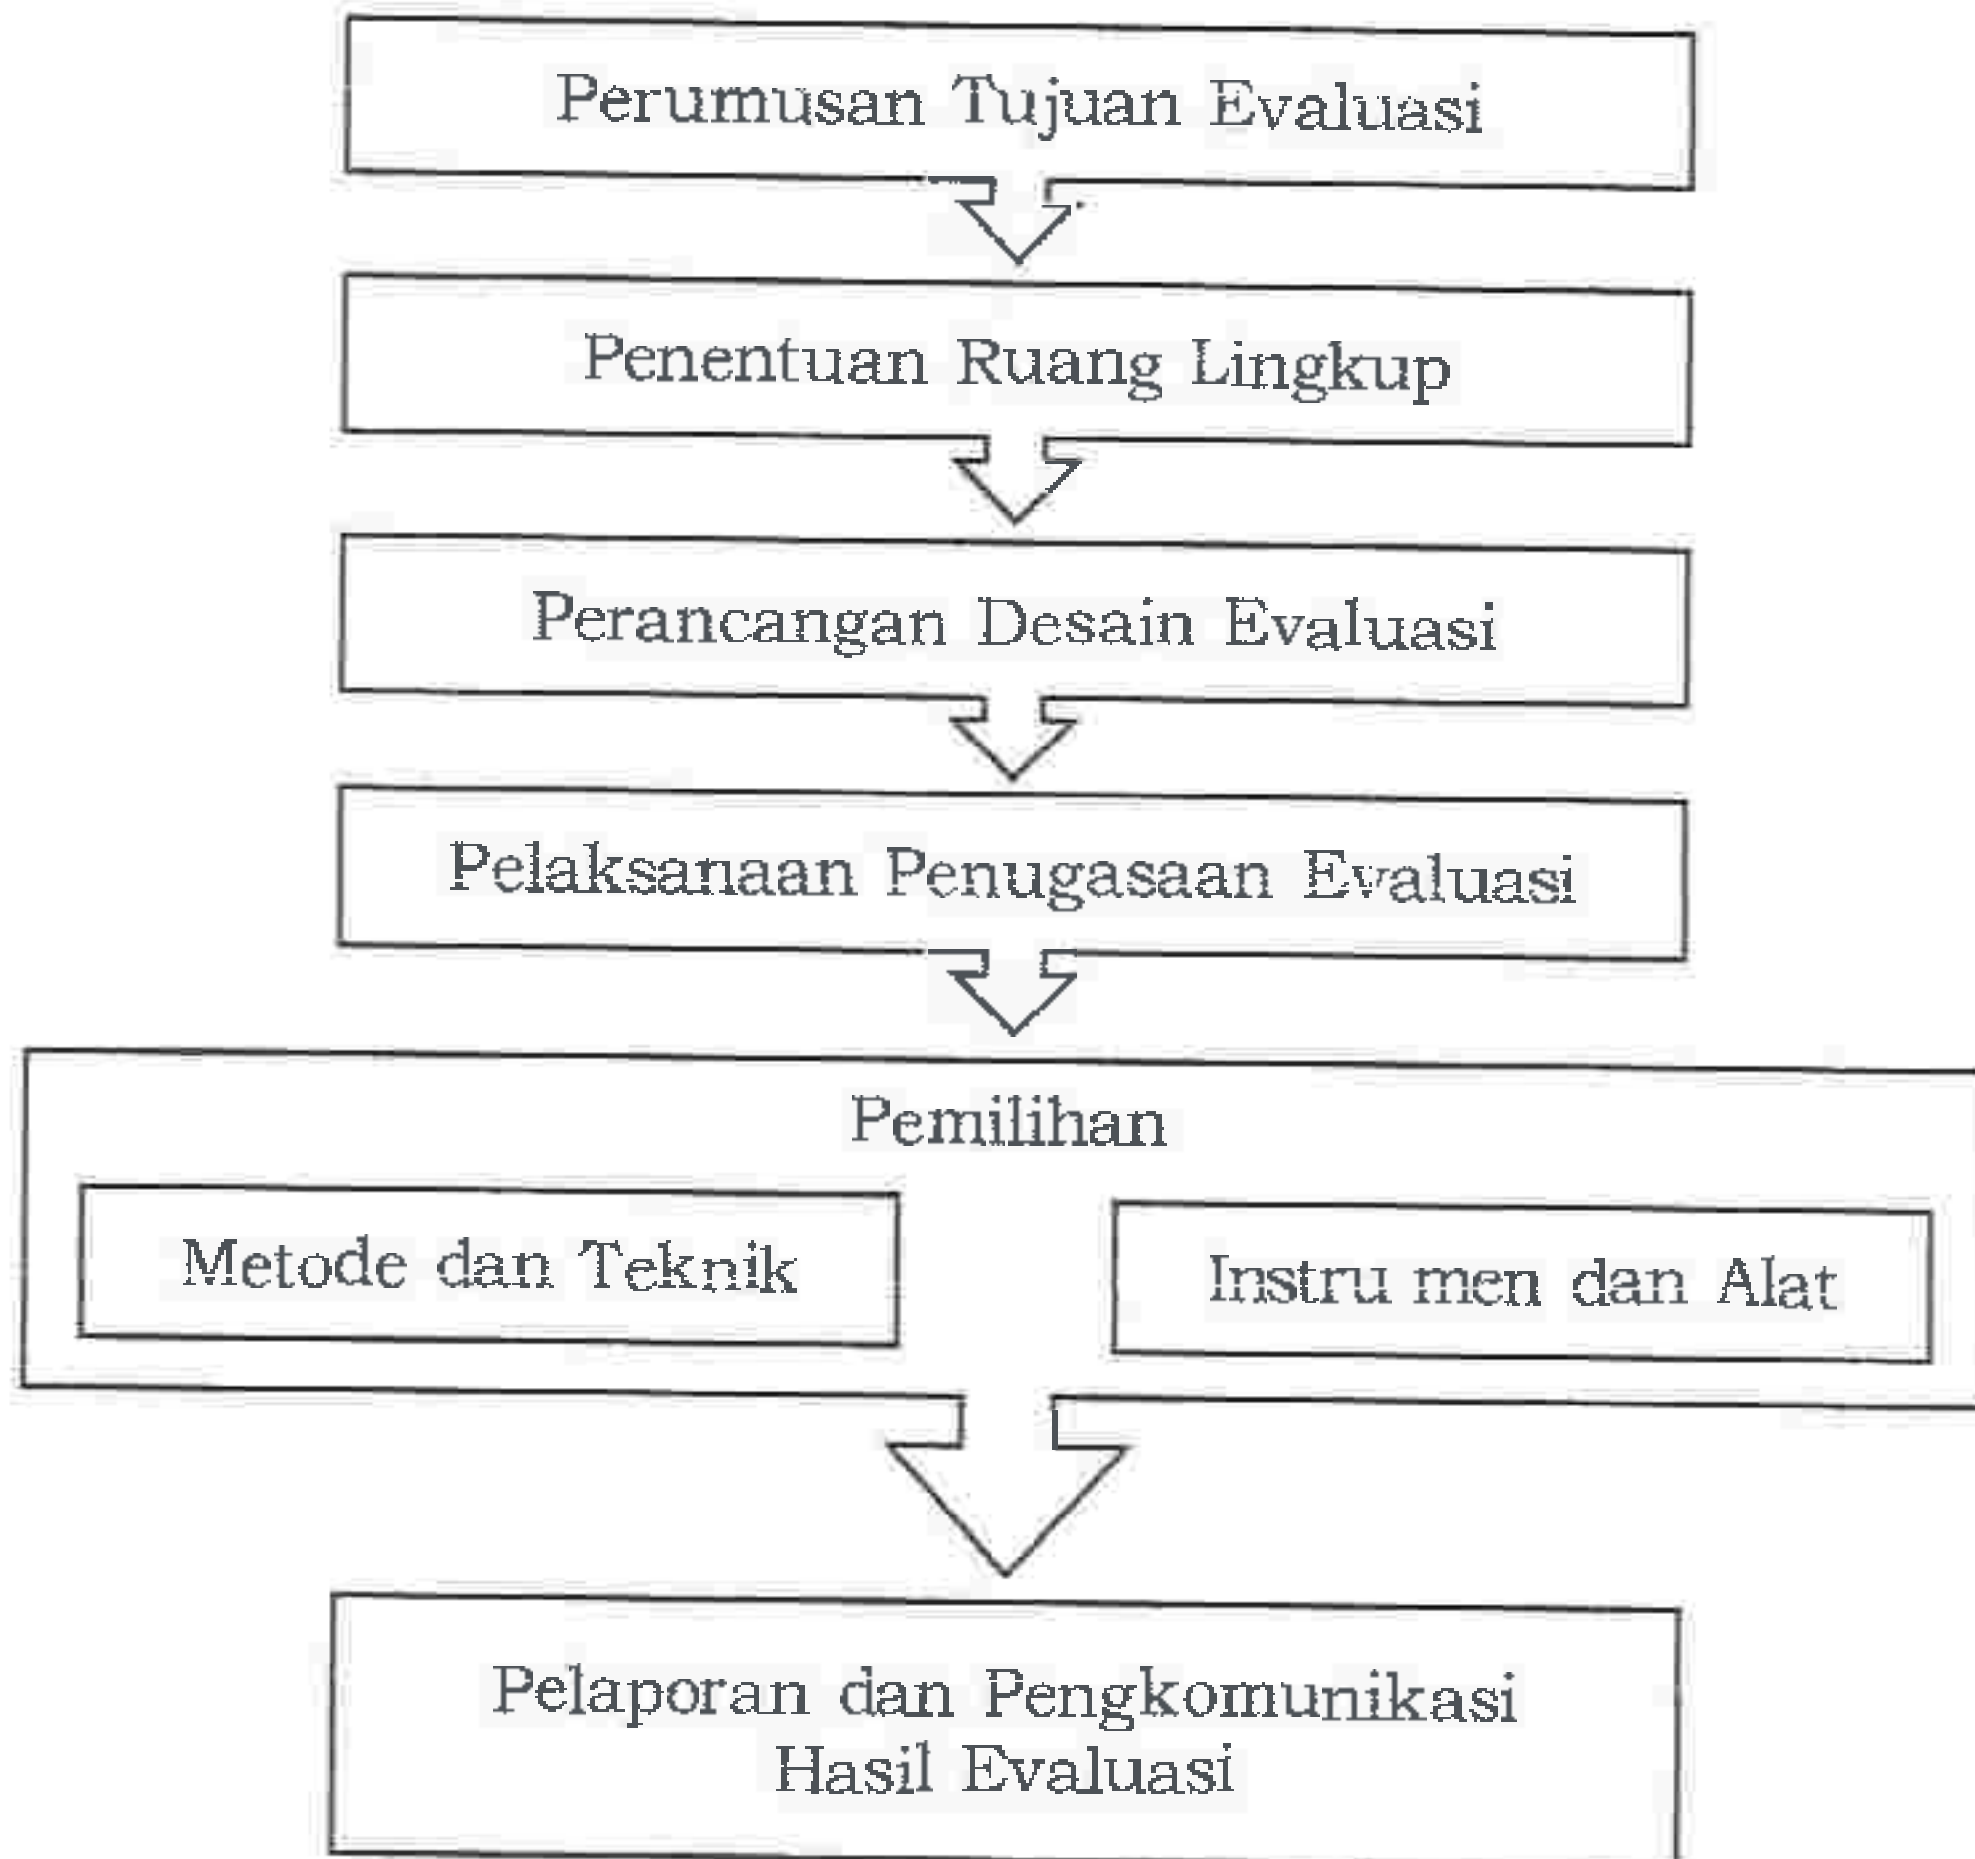 Perumusan Tujuan Evaluasi
Penentuan Ruang Lingkup
Perancangan Desain Evaluasi
Pelaksanaan Penugasaan Evaluasi
Pemilihan
Metode dan Teknik
Instru men dan Alat
Pelaporan dan Pengkomunikasi
Hasil Evaluasi